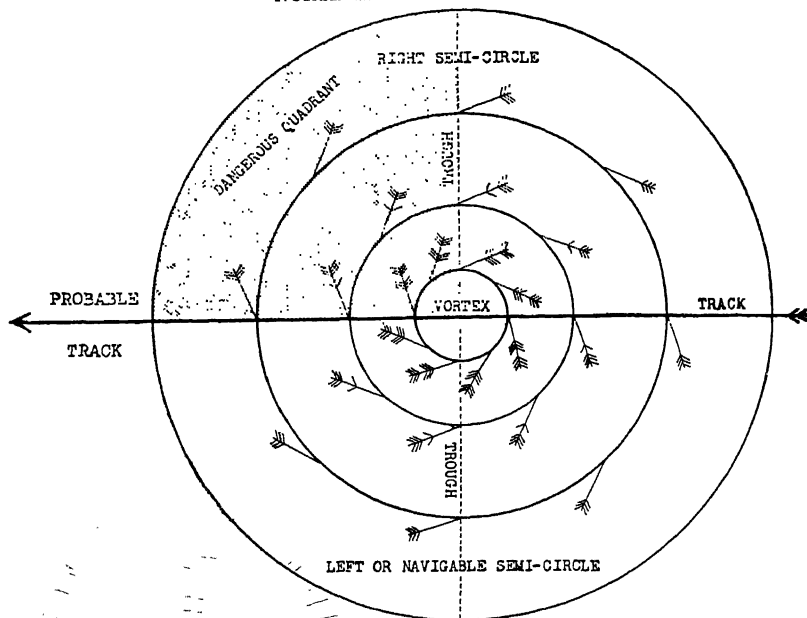 RIGHT SEMI-CIRCLE
DANGEROUS QUADRANT
TROUGH
PROBABLE
VORTEX
TRACK
TRACK
TROUGH
LEFT OR NAVIGABLE SEMI-CIRCLE